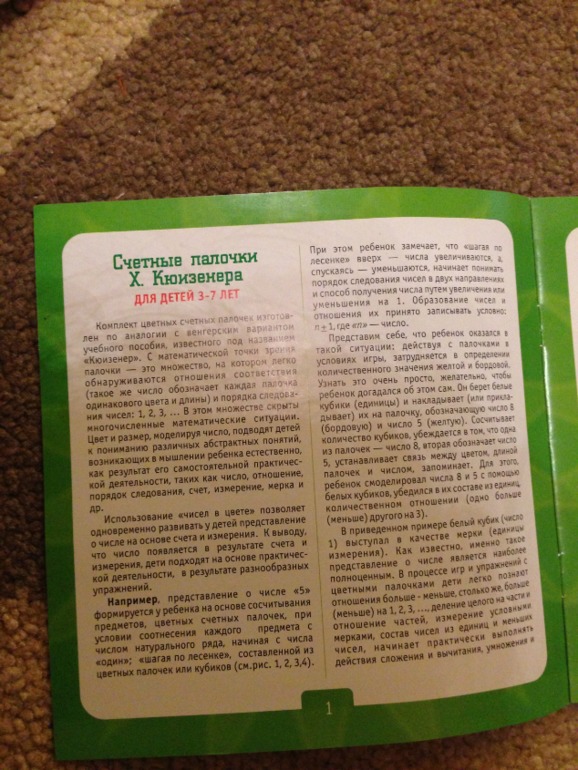 Счетные палочки
Х. Кюизенера
ДЛЯ ДЕТЕЙ 3-7 ЛЕТ
Комплект цветных счетных палочек изготов-
лен по аналогии с венгерским вариантом
учебного пособия, известного под названием
«Кюизенер». С математической точки зрения
палочки — это множество, на котором легко
обнаруживаются отношения соответствия
(такое же число обозначает каждая палочка
одинакового цвета и длины) и порядка следова-
ния чисел: 1, 2, 3, ... В этом множестве скрыты
многочисленные математические ситуации.
Цвет и размер, моделируя число, подводят детей
к пониманию различных абстрактных понятий,
возникающих в мышлении ребенка естественно,
как результат его самостоятельной практичес-
кой деятельности, таких как число, отношение,
порядок следования, счет, измерение, мерка и
др.
Использование «чисел в цвете» позволяет
одновременно развивать у детей представление
о числе на основе счета и измерения. К выводу,
что число появляется в результате счета и
измерения, дети подходят на основе практичес-
кой деятельности, в результате разнообразных
упражнений.
Например, представление о числе «5»
формируется у ребенка на основе сосчитывания
предметов, цветных счетных палочек, при
условии соотнесения каждого предмета с
числом натурального ряда, начиная с числа
«один»; «шагая по лесенке», составленной из
цветных палочек или кубиков (см.рис. 1, 2, 3,4).
При этом ребенок замечает, что «шагая по
лесенке» вверх — числа увеличиваются, а,
спускаясь — уменьшаются, начинает понимать
порядок следования чисел в двух направлениях
и способ получения числа путем увеличения или
уменьшения на 1. Образование чисел и
отношения их принято записывать условно:
n ± 1, где «n» — число.
Представим себе, что ребенок оказался в
такой ситуации: действуя с палочками в
условиях игры, затрудняется в определении
количественного значения желтой и бордовой.
Узнать это очень просто, желательно, чтобы
ребенок догадался об этом сам. Он берет белые
кубики (единицы) и накладывает (или прикла-
дывает) их на палочку, обозначающую число 8
(бордовую) и число 5 (желтую). Сосчитывает
количество кубиков, убеждается в том, что одна
из палочек — число 8, вторая обозначает число
5, устанавливает связь между цветом, длиной
палочек и числом, запоминает. Для этого,
ребенок смоделировал числа 8 и 5 с помощью
белых кубиков, убедился в их составе из единиц,
количественном отношении (одно больше
(меньше) другого на 3).
В приведенном примере белый кубик (число
1) выступал в качестве мерки (единицы
измерения). Как известно, именно такое
представление о числе является наиболее
полноценным. В процессе игр и упражнений с
цветными палочками дети легко познают
отношения больше - меньше, столько же, больше
(меньше) на 1, 2, 3, ..., деление целого на части и
отношение частей, измерение условными
мерками, состав чисел из единиц и меньших
чисел, начинает практически выполнять
действия сложения и вычитания, умножения и
1